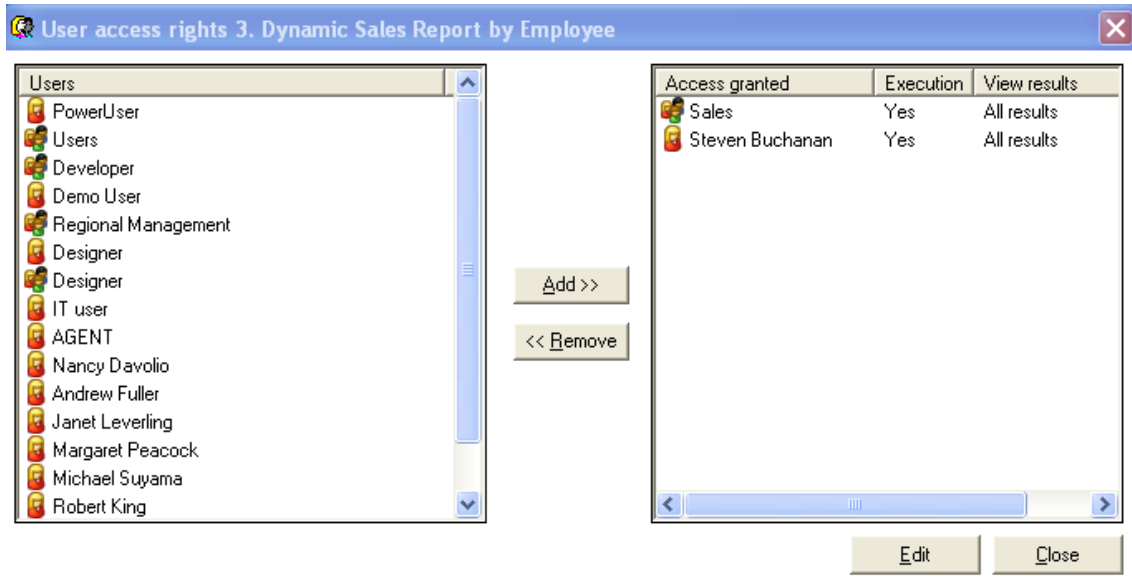 User access rights 3. Dynamic Sales Report by Employee
Users
PowerUser
Users
Developer
Demo User
Regional Management
Designer
Designer
IT user
AGENT
Nancy Davolio
Andrew Fuller
Janet Leverling
Margaret Peacock
Michael Suyama
Robert King
Add >>
<< Remove
Access granted Execution View results
Sales Yes All results
Steven Buchanan Yes All results
Edit Close